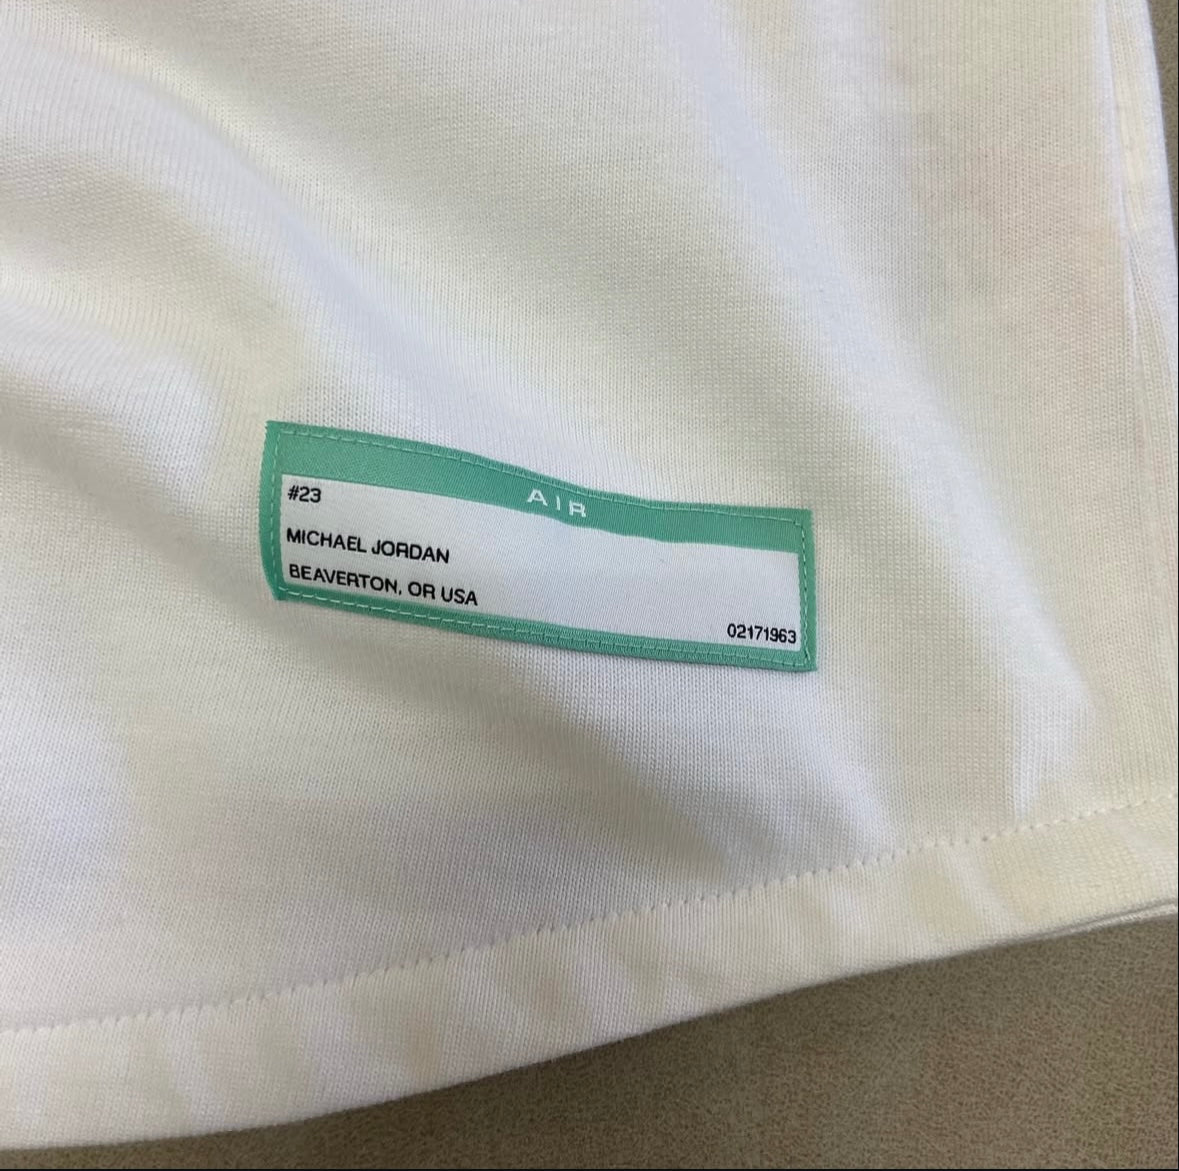 AIR
#23
MICHAEL JORDAN
BEAVERTON, OR USA
02171963